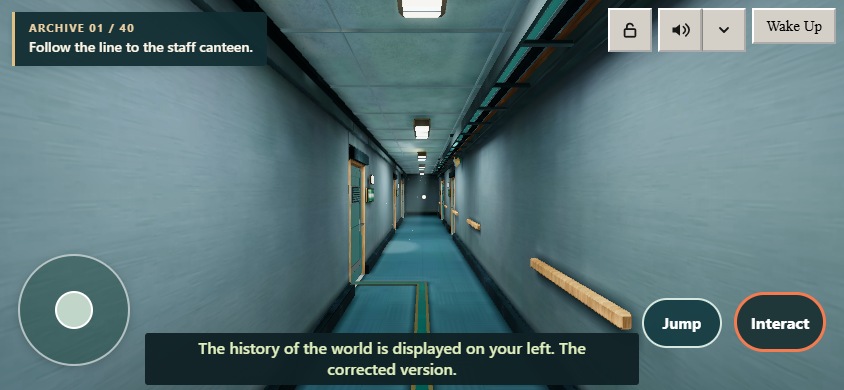 ARCHIVE 01 / 40
Follow the line to the staff canteen.
Wake Up
Jump
Interact
The history of the world is displayed on your left. The
corrected version.